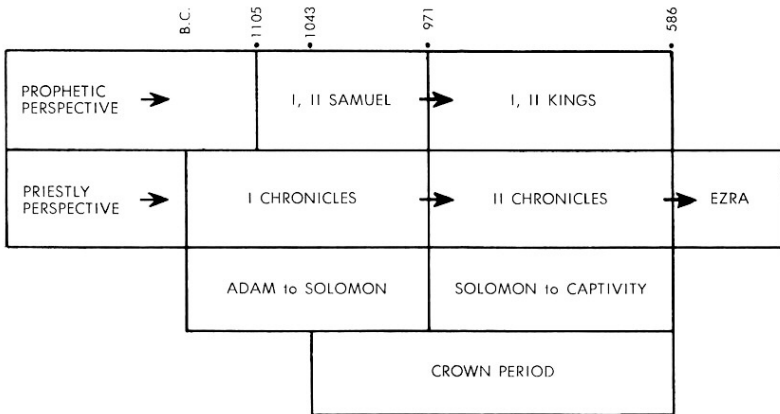 B.C.
1105
1043
971
586
PROPHETIC
PERSPECTIVE
I, II SAMUEL
I, II KINGS
PRIESTLY
PERSPECTIVE
I CHRONICLES
II CHRONICLES
EZRA
ADAM to SOLOMON
SOLOMON to CAPTIVITY
CROWN PERIOD